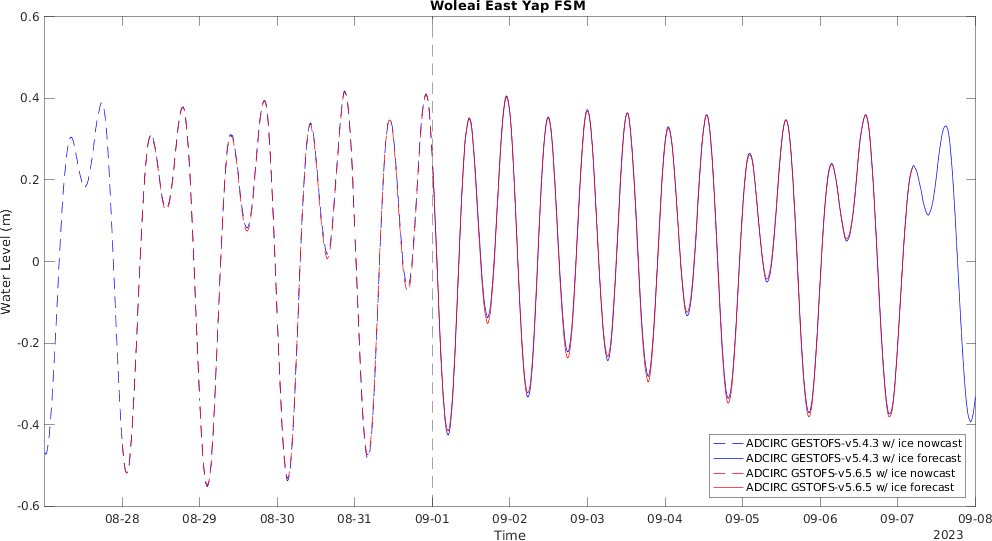 Woleai East Yap FSM
0.6
0.4
0.2
0
-0.2
-0.4
-0.6
Water Level (m)
ADCIRC GESTOFS-v5.4.3 w/ ice nowcast
ADCIRC GESTOFS-v5.4.3 w/ ice forecast
ADCIRC GSTOFS-v5.6.5 w/ ice nowcast
ADCIRC GSTOFS-v5.6.5 w/ ice forecast
08-28 08-29 08-30 08-31 09-01 09-02 09-03 09-04 09-05 09-06 09-07 09-08
Time
2023